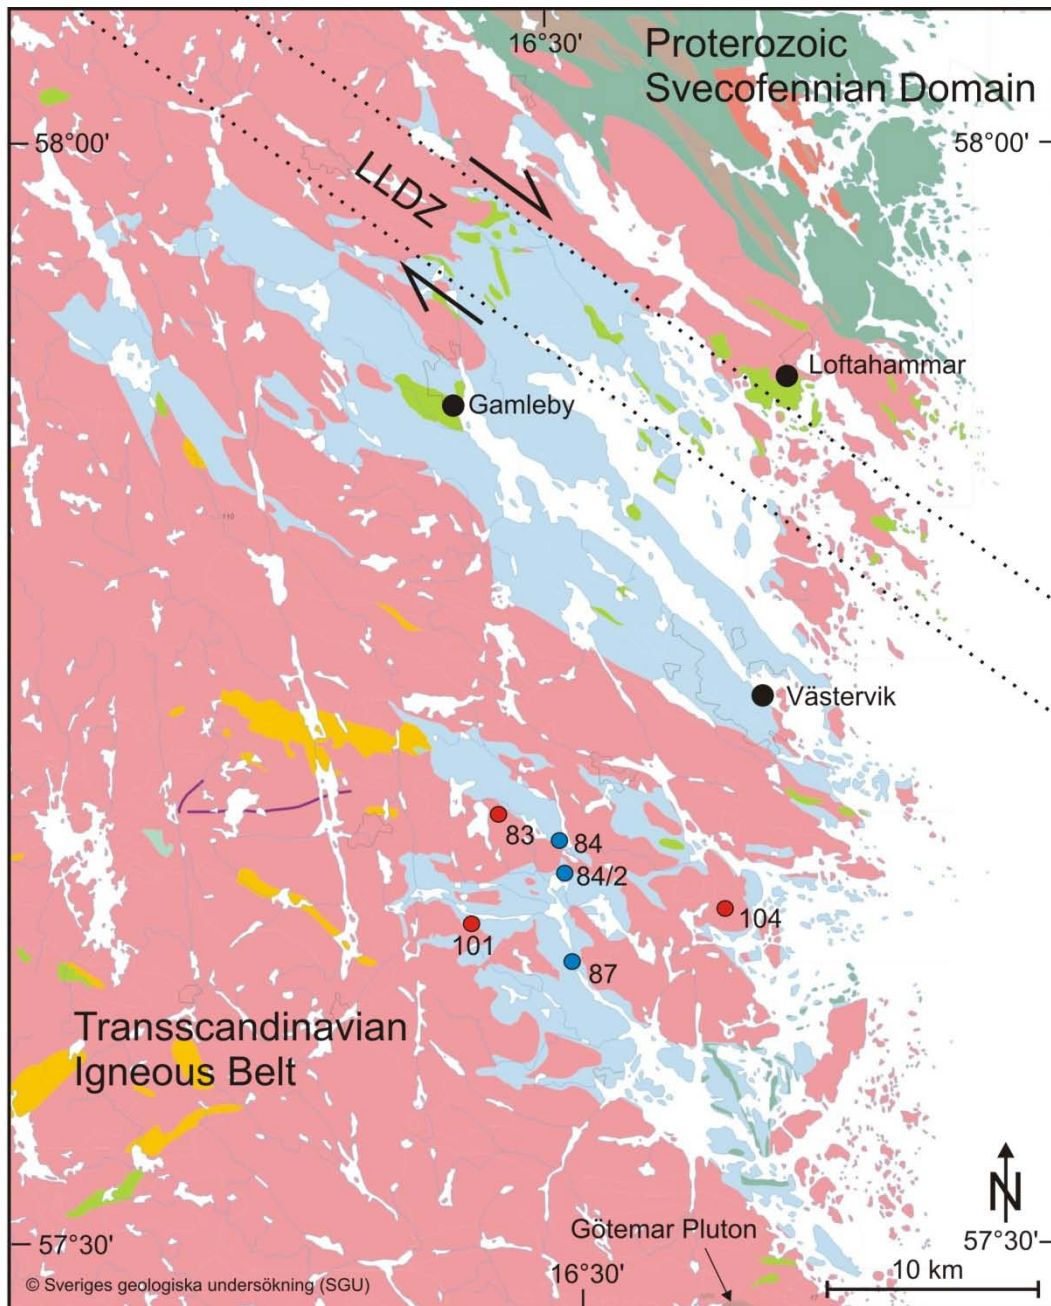 16°30'
Proterozoic
Svecofennian Domain
58°00'
58°00'
LLDZ
Loftahammar
Gamleby
110
Västervik
83
84
84/2
104
101
87
Transscandinavian
Igneous Belt
N
Götemar Pluton
57°30'
57°30'
16°30'
10 km
© Sveriges geologiska undersökning (SGU)